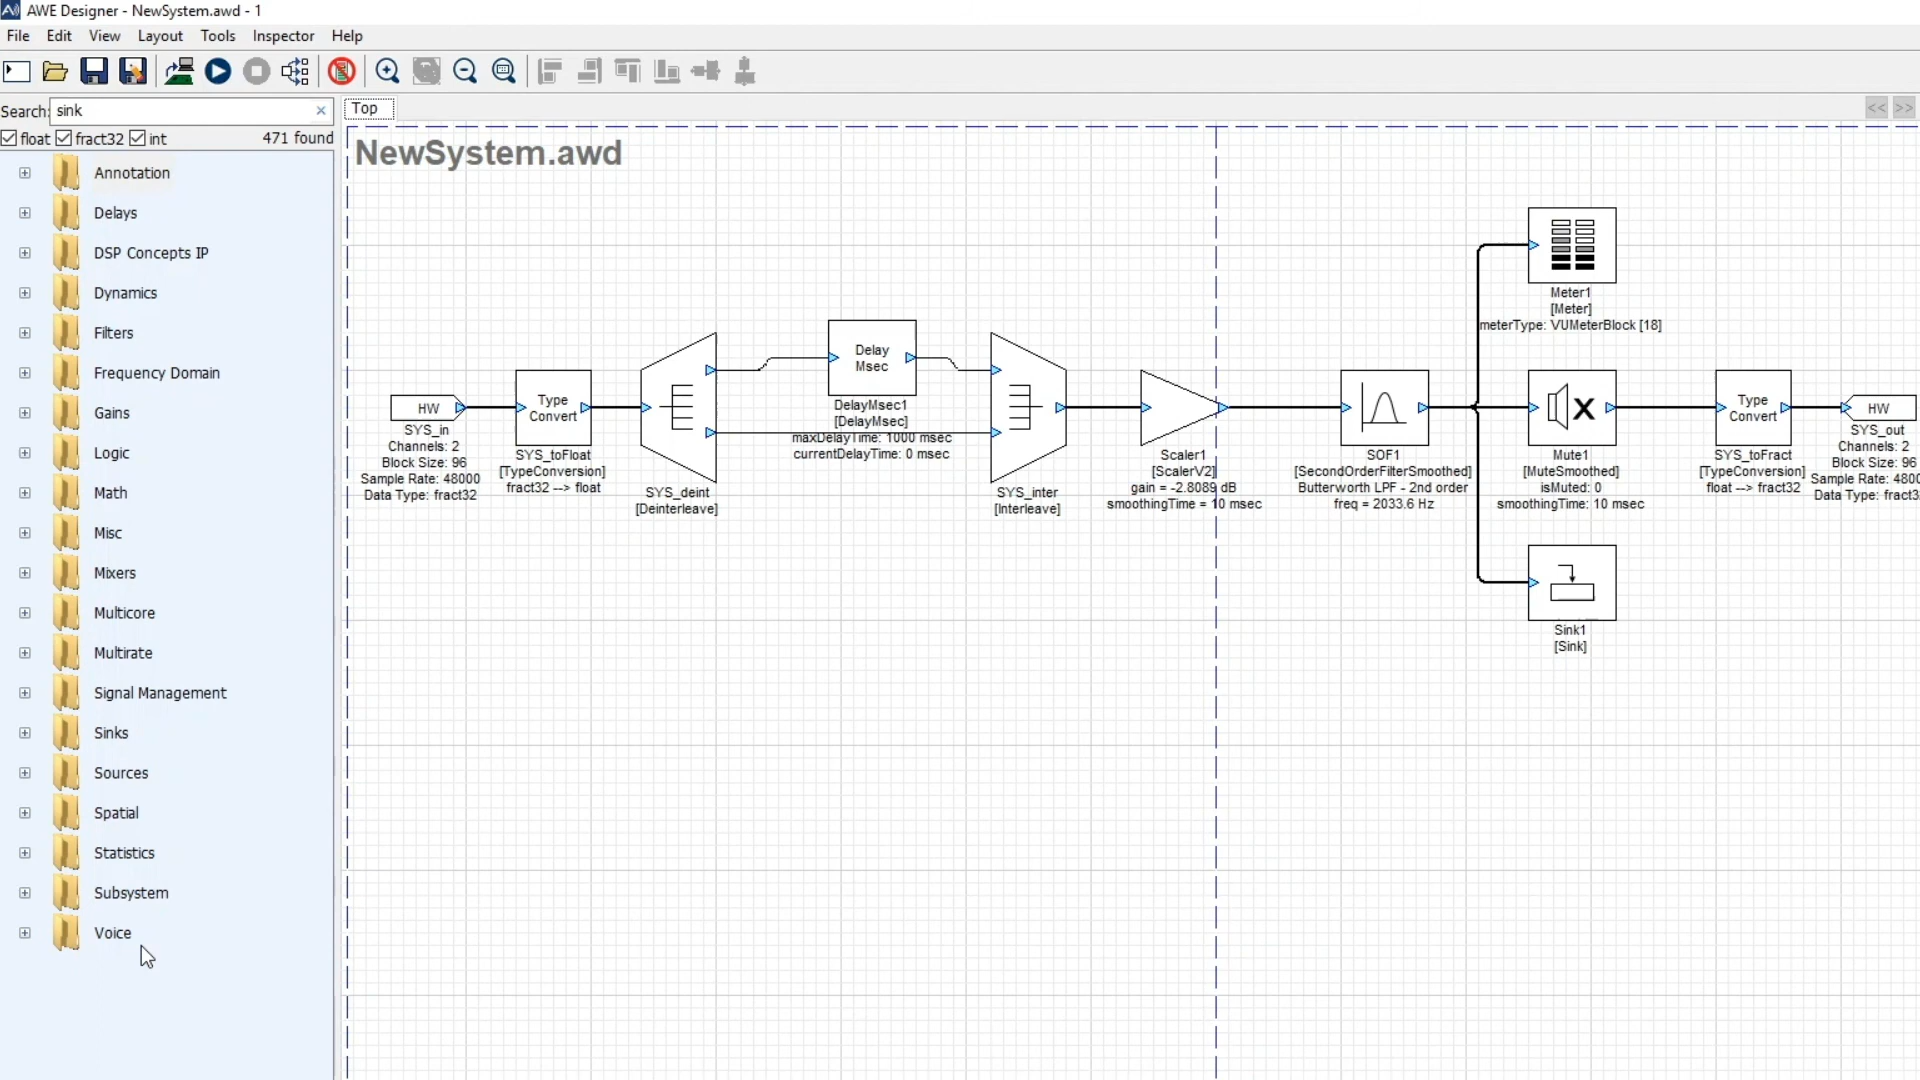 AWE Designer - NewSystem.awd - 1
File Edit View Layout Tools Inspector Help
Search: sink
float fract32 int 471 found
Annotation
Delays
DSP Concepts IP
Dynamics
Filters
Frequency Domain
Gains
Logic
Math
Misc
Mixers
Multicore
Multirate
Signal Management
Sinks
Sources
Spatial
Statistics
Subsystem
Voice
Top
<< >>
NewSystem.awd
HW
SYS_in
Channels: 2
Block Size: 96
Sample Rate: 48000
Data Type: fract32
Type
Convert
SYS_toFloat
[TypeConversion]
fract32 --> float
SYS_deint
[Deinterleave]
Delay
Msec
DelayMsec1
[DelayMsec]
maxDelayTime: 1000 msec
currentDelayTime: 0 msec
SYS_inter
[Interleave]
Scaler1
[ScalerV2]
gain = -2.8089 dB
smoothingTime = 10 msec
SOF1
[SecondOrderFilterSmoothed]
Butterworth LPF - 2nd order
freq = 2033.6 Hz
Meter1
[Meter]
meterType: VUMeterBlock [18]
X
Mute1
[MuteSmoothed]
isMuted: 0
smoothingTime: 10 msec
Sink1
[Sink]
Type
Convert
SYS_toFract
[TypeConversion]
float --> fract32
HW
SYS_out
Channels: 2
Block Size: 96
Sample Rate: 4800
Data Type: fract3